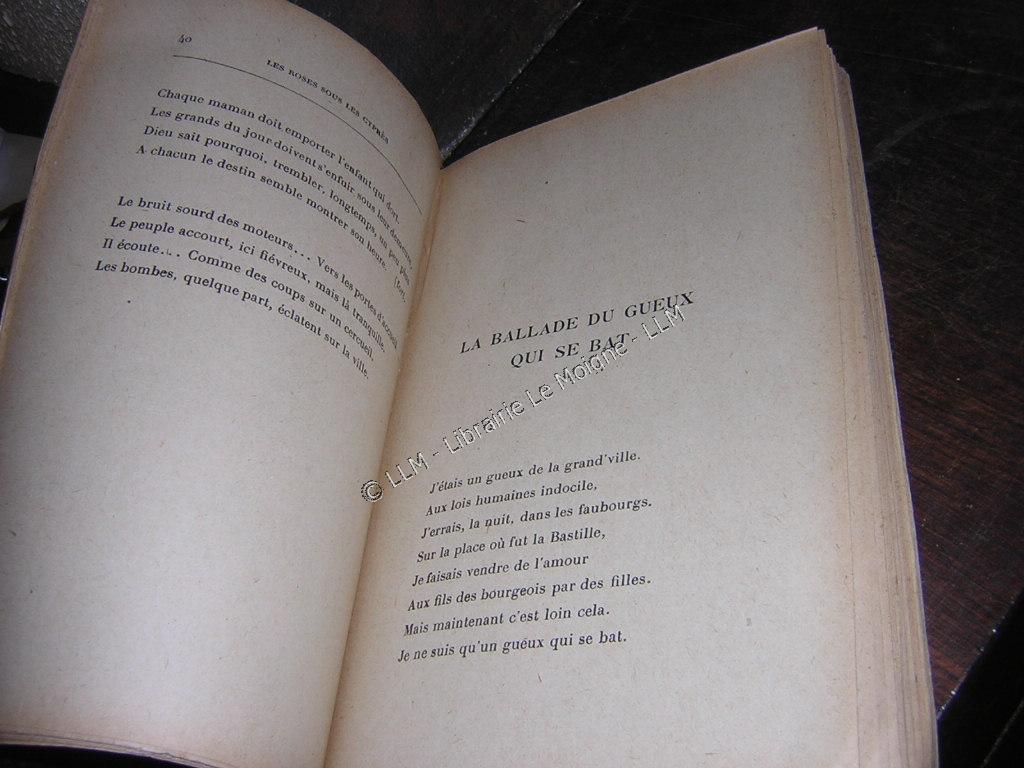 40
LES ROSES SOUS LES CYPRÈS
Chaque maman doit emporter l'enfant qui dort.
Les grands du jour doivent s'enfuir sous leur demeure,
Dieu sait pourquoi, trembler, longtemps, un peu plus
[fort,
A chacun le destin semble montrer son heure.
Le bruit sourd des moteurs... Vers les portes d'accueil
Le peuple accourt, ici fiévreux, mais là tranquille.
Il écoute... Comme des coups sur un cercueil,
Les bombes, quelque part, éclatent sur la ville.
LA BALLADE DU GUEUX
QUI SE BAT
© LLM - Librairie Le Moigne - LLM
J'étais un gueux de la grand'ville.
Aux lois humaines indocile,
J'errais, la nuit, dans les faubourgs.
Sur la place où fut la Bastille,
Je faisais vendre de l'amour
Aux fils des bourgeois par des filles.
Mais maintenant c'est loin cela.
Je ne suis qu'un gueux qui se bat.